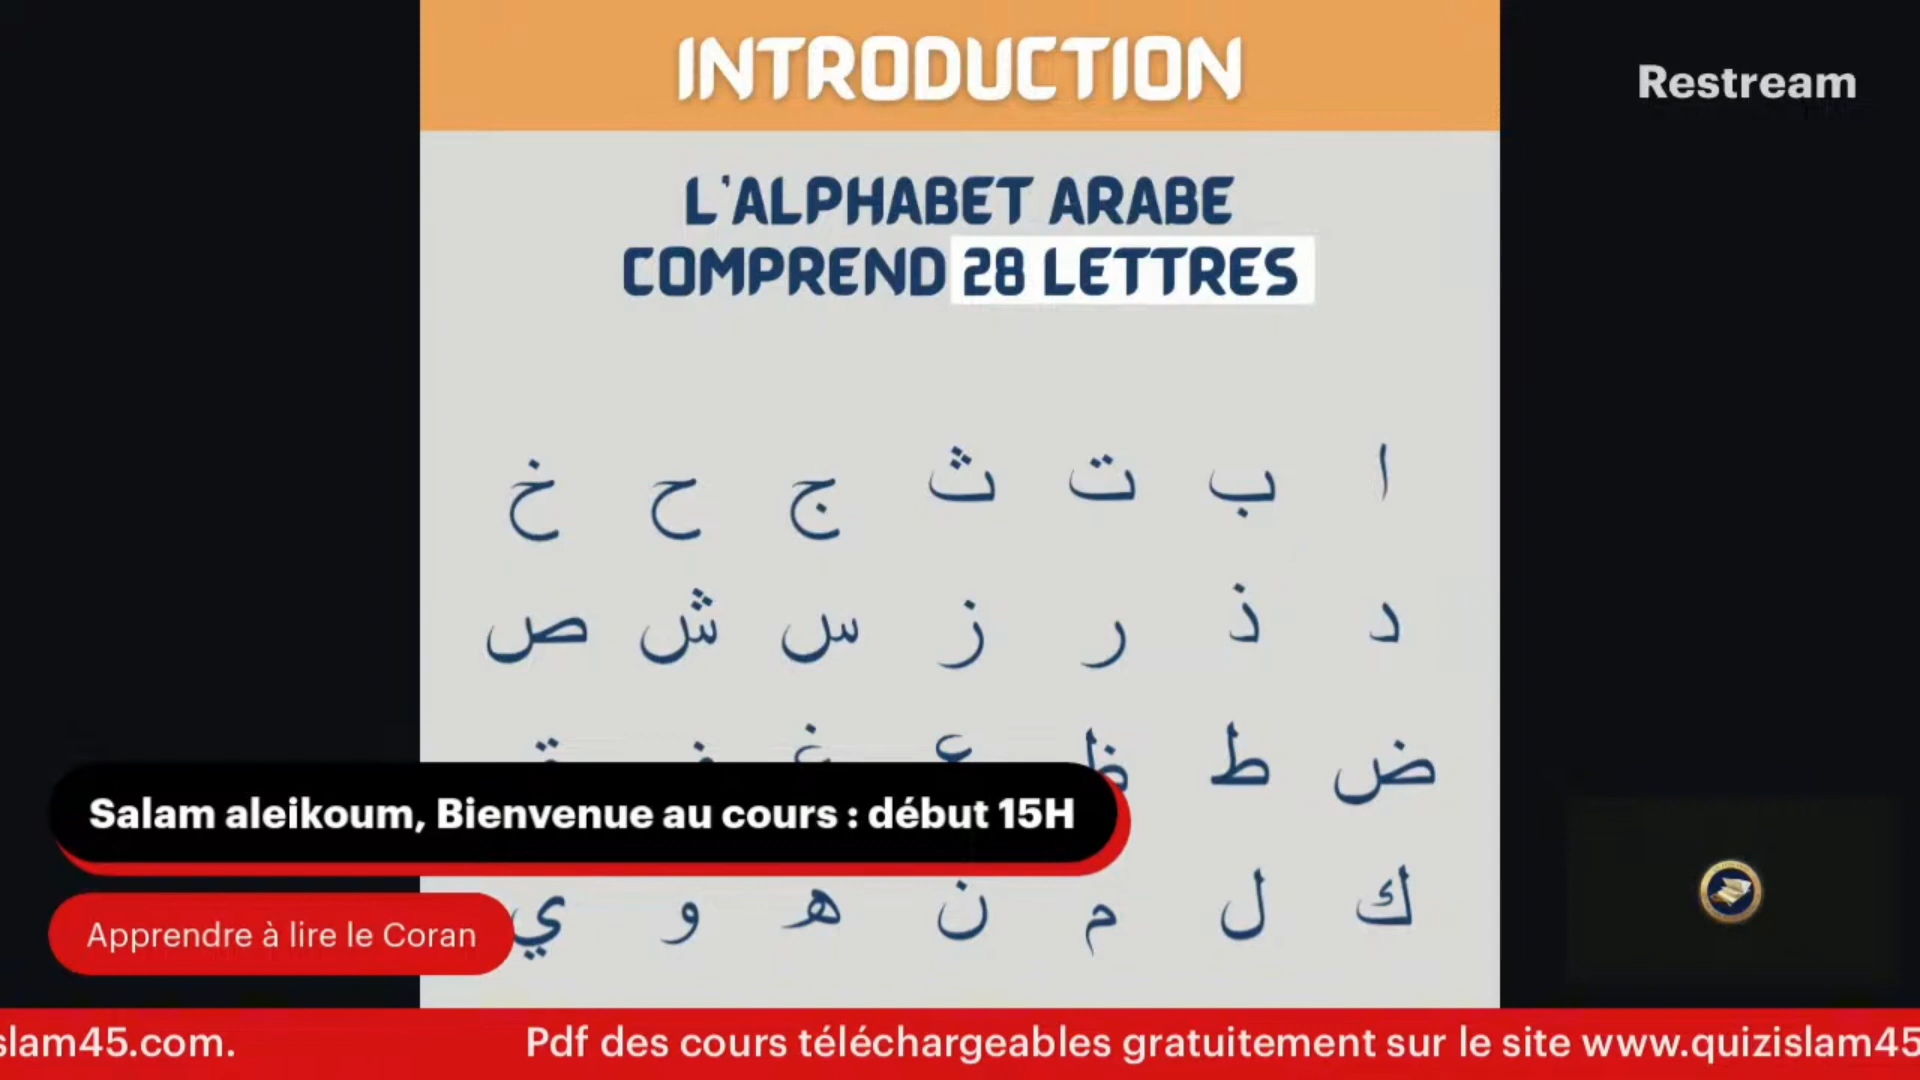 INTRODUCTION
Restream
L'ALPHABET ARABE
COMPREND 28 LETTRES
ا ب ت ث ج ح خ
د ذ ر ز س ش ص
ض ط ظ ع غ
Salam aleikoum, Bienvenue au cours : début 15H
ك ل م ن ه و ي
Apprendre à lire le Coran
slam45.com. Pdf des cours téléchargeables gratuitement sur le site www.quizislam45